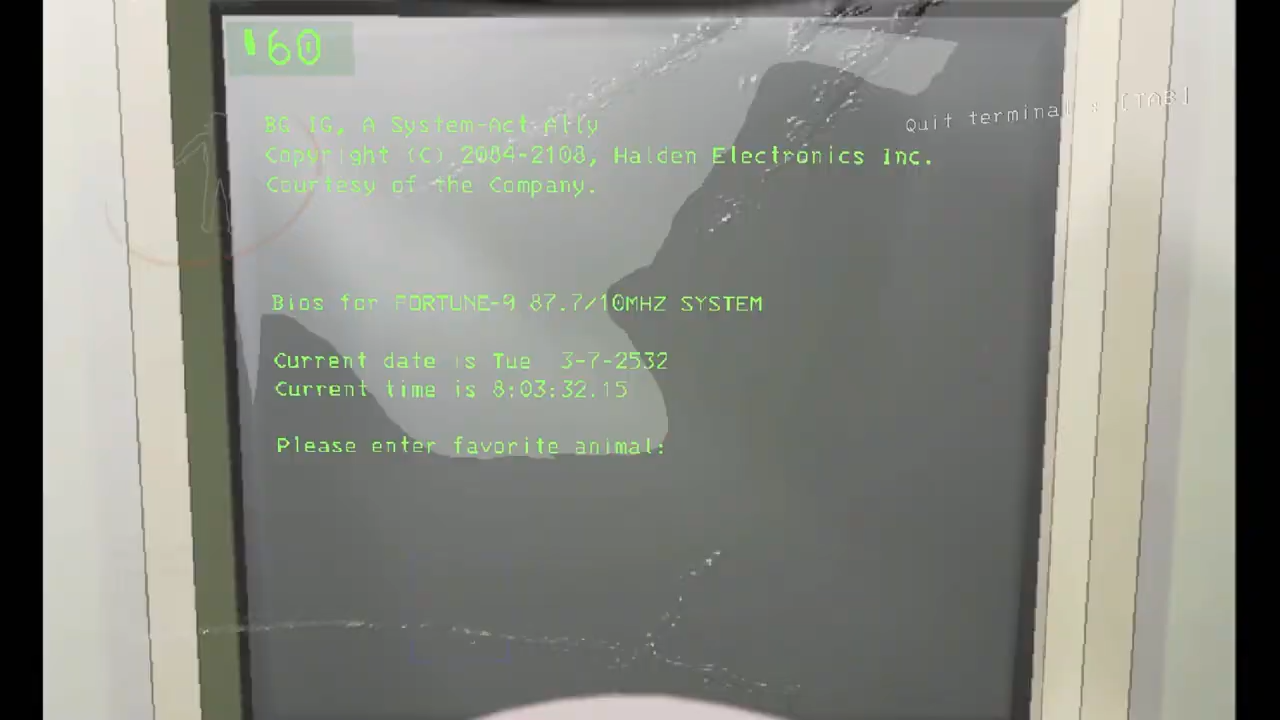 '60
BG IG, A System-Act Ally
Quit terminal : [TAB]
Copyright (C) 2084-2108, Halden Electronics Inc.
Courtesy of the Company.
Bios for FORTUNE-9 87.7/10MHZ SYSTEM
Current date is Tue 3-7-2532
Current time is 8:03:32.15
Please enter favorite animal: